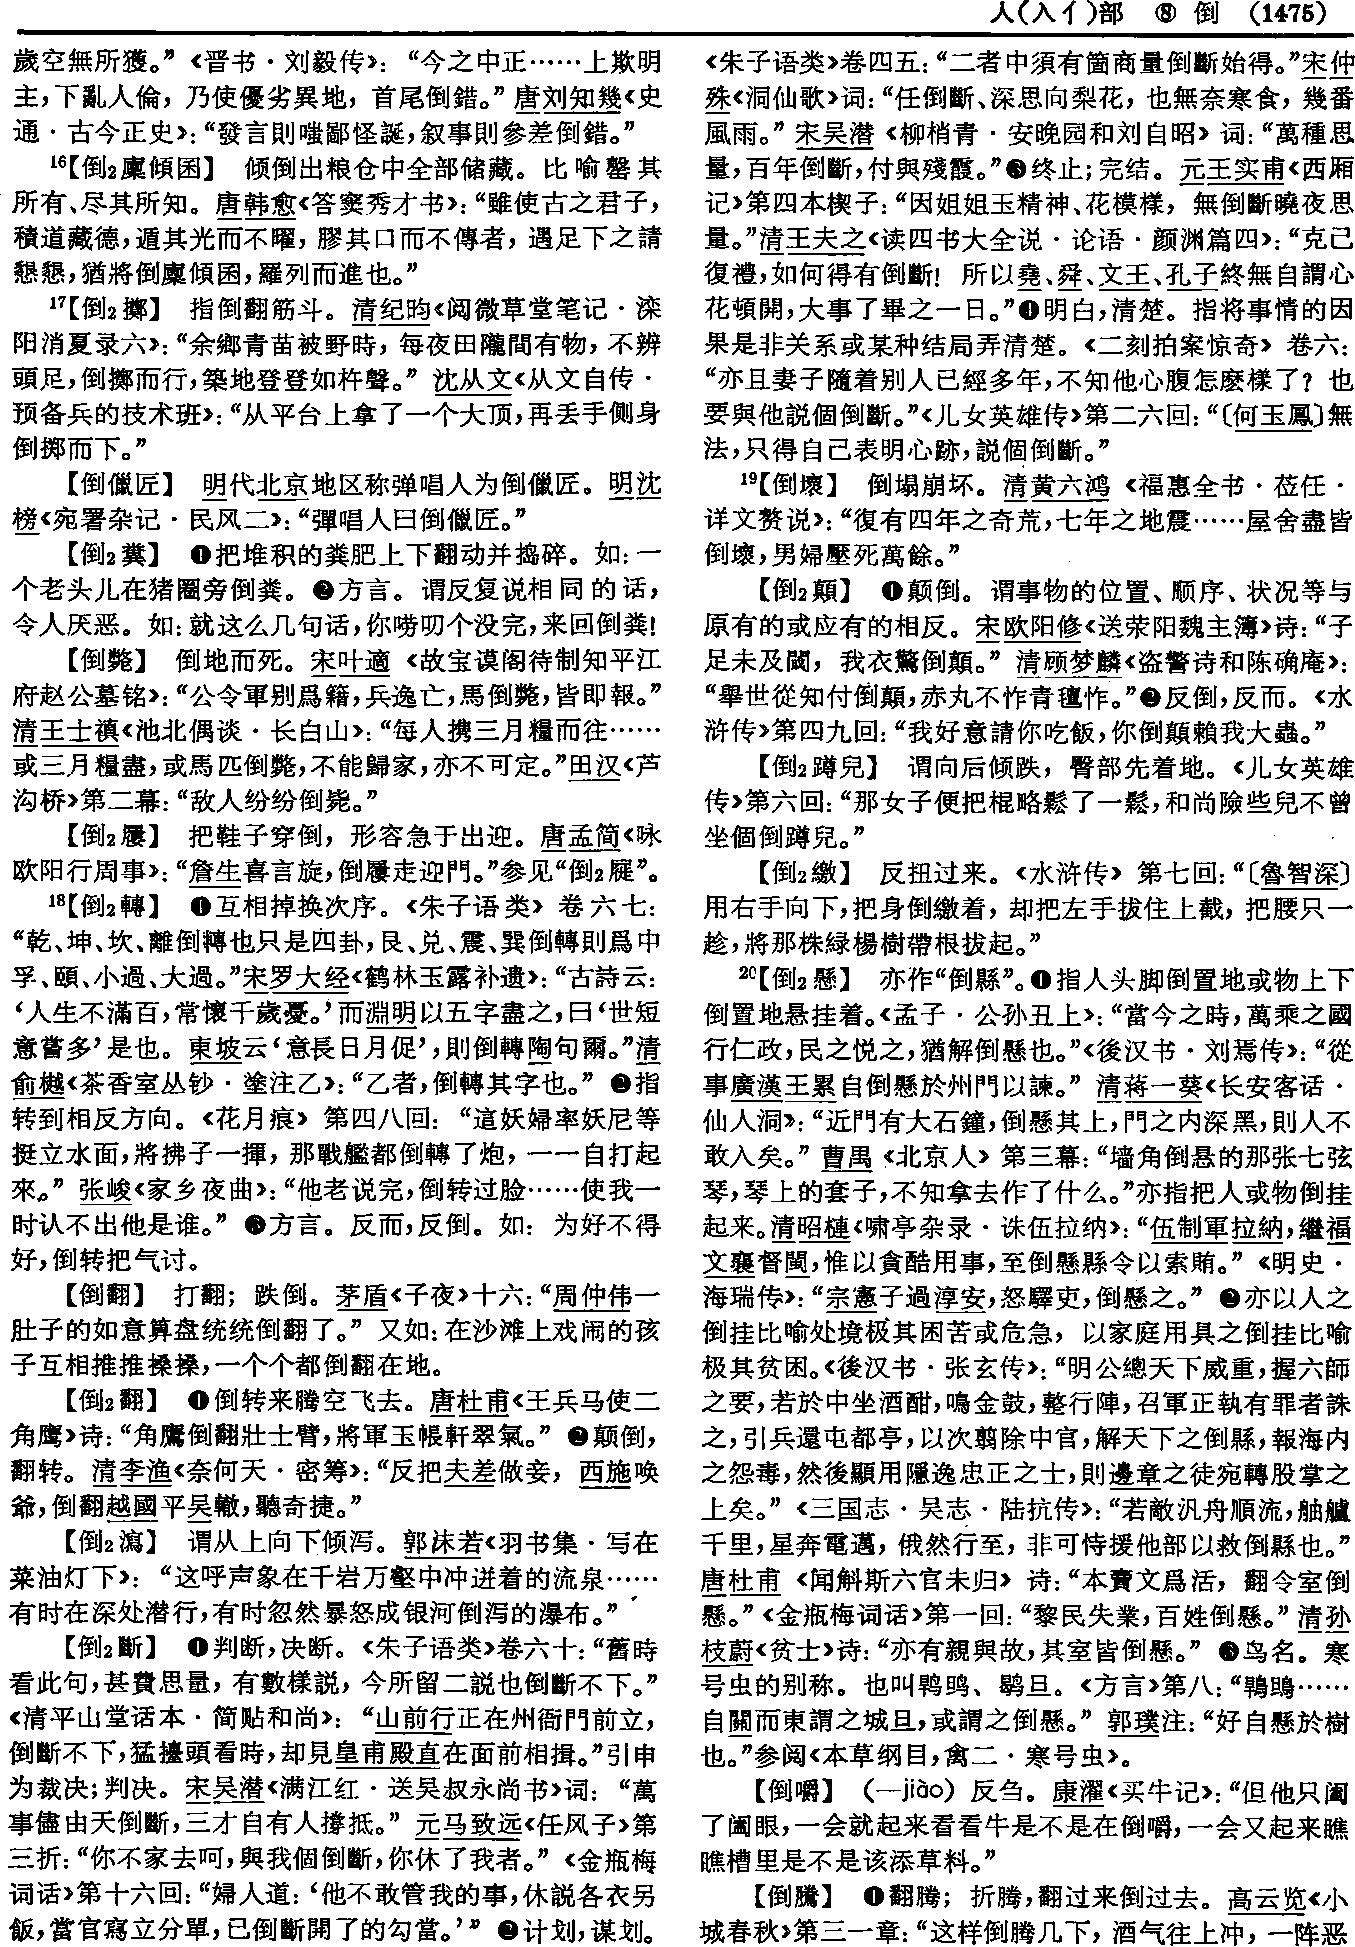 人(入亻)部 ⑧ 倒 (1475)
歲空無所獲。”《晋书·刘毅传》：“今之中正……上欺明
主，下亂人倫，乃使優劣異地，首尾倒錯。”唐刘知幾《史
通·古今正史》：“發言則嗤鄙怪誕，叙事則參差倒錯。”
16【倒2廩傾囷】 倾倒出粮仓中全部储藏。比喻罄其
所有、尽其所知。唐韩愈《答窦秀才书》：“雖使古之君子，
積道藏德，遁其光而不曜，膠其口而不傳者，遇足下之請
懇懇，猶將倒廩傾囷，羅列而進也。”
17【倒2擲】 指倒翻筋斗。清纪昀《阅微草堂笔记·滦
阳消夏录六》：“余鄉青苗被野時，每夜田隴間有物，不辨
頭足，倒擲而行，築地登登如杵聲。”沈从文《从文自传·
预备兵的技术班》：“从平台上拿了一个大顶，再丢手侧身
倒掷而下。”
【倒儠匠】 明代北京地区称弹唱人为倒儠匠。明沈
榜《宛署杂记·民风二》：“彈唱人曰倒儠匠。”
【倒2糞】 ❶把堆积的粪肥上下翻动并捣碎。如：一
个老头儿在猪圈旁倒粪。❷方言。谓反复说相同的话，
令人厌恶。如：就这么几句话，你唠叨个没完，来回倒粪！
【倒斃】 倒地而死。宋叶適《故宝谟阁待制知平江
府赵公墓铭》：“公令軍别爲籍，兵逸亡，馬倒斃，皆即報。”
清王士禛《池北偶谈·长白山》：“每人携三月糧而往……
或三月糧盡，或馬匹倒斃，不能歸家，亦不可定。”田汉《芦
沟桥》第二幕：“敌人纷纷倒毙。”
【倒2屨】 把鞋子穿倒，形容急于出迎。唐孟简《咏
欧阳行周事》：“詹生喜言旋，倒屨走迎門。”参见“倒2屣”。
18【倒2轉】 ❶互相掉换次序。《朱子语类》卷六七：
“乾、坤、坎、離倒轉也只是四卦，艮、兑、震、巽倒轉則爲中
孚、頤、小過、大過。”宋罗大经《鹤林玉露补遗》：“古詩云：
‘人生不滿百，常懷千歲憂。’而淵明以五字盡之，曰‘世短
意嘗多’是也。東坡云‘意長日月促’，則倒轉陶句爾。”清
俞樾《茶香室丛钞·塗注乙》：“乙者，倒轉其字也。”❷指
转到相反方向。《花月痕》第四八回：“這妖婦率妖尼等
挺立水面，將拂子一揮，那戰艦都倒轉了炮，一一自打起
來。”张峻《家乡夜曲》：“他老说完，倒转过脸……使我一
时认不出他是谁。”❸方言。反而，反倒。如：为好不得
好，倒转把气讨。
【倒翻】 打翻；跌倒。茅盾《子夜》十六：“周仲伟一
肚子的如意算盘统统倒翻了。”又如：在沙滩上戏闹的孩
子互相推推搡搡，一个个都倒翻在地。
【倒2翻】 ❶倒转来腾空飞去。唐杜甫《王兵马使二
角鹰》诗：“角鷹倒翻壯士臂，將軍玉帳軒翠氣。”❷颠倒，
翻转。清李渔《奈何天·密筹》：“反把夫差做妾，西施唤
爺，倒翻越國平吴轍，聽奇捷。”
【倒2瀉】 谓从上向下倾泻。郭沫若《羽书集·写在
菜油灯下》：“这呼声象在千岩万壑中冲迸着的流泉……
有时在深处潜行，有时忽然暴怒成银河倒泻的瀑布。”
【倒2斷】 ❶判断，决断。《朱子语类》卷六十：“舊時
看此句，甚費思量，有數樣説，今所留二説也倒斷不下。”
《清平山堂话本·简贴和尚》：“山前行正在州衙門前立，
倒斷不下，猛擡頭看時，却見皇甫殿直在面前相揖。”引申
为裁决；判决。宋吴潜《满江红·送吴叔永尚书》词：“萬
事儘由天倒斷，三才自有人撐抵。”元马致远《任风子》第
三折：“你不家去呵，與我個倒斷，你休了我者。”《金瓶梅
词话》第十六回：“婦人道：‘他不敢管我的事，休説各衣另
飯，當官寫立分單，已倒斷開了的勾當。’”❷计划，谋划。
《朱子语类》卷四五：“二者中須有箇商量倒斷始得。”宋仲
殊《洞仙歌》词：“任倒斷、深思向梨花，也無奈寒食，幾番
風雨。”宋吴潜《柳梢青·安晚园和刘自昭》词：“萬種思
量，百年倒斷，付與殘霞。”❸终止；完结。元王实甫《西厢
记》第四本楔子：“因姐姐玉精神、花模樣，無倒斷曉夜思
量。”清王夫之《读四书大全说·论语·颜渊篇四》：“克己
復禮，如何得有倒斷！所以堯、舜、文王、孔子終無自謂心
花頓開，大事了畢之一日。”❹明白，清楚。指将事情的因
果是非关系或某种结局弄清楚。《二刻拍案惊奇》卷六：
“亦且妻子隨着别人已經多年，不知他心腹怎麽樣了？也
要與他説個倒斷。”《儿女英雄传》第二六回：“〔何玉鳳〕無
法，只得自己表明心跡，説個倒斷。”
19【倒壞】 倒塌崩坏。清黄六鸿《福惠全书·莅任·
详文赘说》：“復有四年之奇荒，七年之地震……屋舍盡皆
倒壞，男婦壓死萬餘。”
【倒2顛】 ❶颠倒。谓事物的位置、顺序、状况等与
原有的或应有的相反。宋欧阳修《送荥阳魏主簿》诗：“子
足未及閾，我衣驚倒顛。”清顾梦麟《盗警诗和陈确庵》：
“舉世從知付倒顛，赤丸不怍青氊怍。”❷反倒，反而。《水
浒传》第四九回：“我好意請你吃飯，你倒顛賴我大蟲。”
【倒2蹲兒】 谓向后倾跌，臀部先着地。《儿女英雄
传》第六回：“那女子便把棍略鬆了一鬆，和尚險些兒不曾
坐個倒蹲兒。”
【倒2繳】 反扭过来。《水浒传》第七回：“〔魯智深〕
用右手向下，把身倒繳着，却把左手拔住上截，把腰只一
趁，將那株緑楊樹帶根拔起。”
20【倒2懸】 亦作“倒縣”。❶指人头脚倒置地或物上下
倒置地悬挂着。《孟子·公孙丑上》：“當今之時，萬乘之國
行仁政，民之悦之，猶解倒懸也。”《後汉书·刘焉传》：“從
事廣漢王累自倒懸於州門以諫。”清蒋一葵《长安客话·
仙人洞》：“近門有大石鐘，倒懸其上，門之内深黑，則人不
敢入矣。”曹禺《北京人》第三幕：“墙角倒悬的那张七弦
琴，琴上的套子，不知拿去作了什么。”亦指把人或物倒挂
起来。清昭槤《啸亭杂录·诛伍拉纳》：“伍制軍拉納，繼福
文襄督閩，惟以貪酷用事，至倒懸縣令以索賄。”《明史·
海瑞传》：“宗憲子過淳安，怒驛吏，倒懸之。”❷亦以人之
倒挂比喻处境极其困苦或危急，以家庭用具之倒挂比喻
极其贫困。《後汉书·张玄传》：“明公總天下威重，握六師
之要，若於中坐酒酣，鳴金鼓，整行陣，召軍正執有罪者誅
之，引兵還屯都亭，以次翦除中官，解天下之倒縣，報海内
之怨毒，然後顯用隱逸忠正之士，則邊章之徒宛轉股掌之
上矣。”《三国志·吴志·陆抗传》：“若敵汎舟順流，舳艫
千里，星奔電邁，俄然行至，非可恃援他部以救倒縣也。”
唐杜甫《闻斛斯六官未归》诗：“本賣文爲活，翻令室倒
懸。”《金瓶梅词话》第一回：“黎民失業，百姓倒懸。”清孙
枝蔚《贫士》诗：“亦有親與故，其室皆倒懸。”❸鸟名。寒
号虫的别称。也叫鹎鵊、鹖旦。《方言》第八：“鵯鴡……
自關而東謂之城旦，或謂之倒懸。”郭璞注：“好自懸於樹
也。”参阅《本草纲目，禽二·寒号虫》。
【倒嚼】 （—jiào）反刍。康濯《买牛记》：“但他只阖
了阖眼，一会就起来看看牛是不是在倒嚼，一会又起来瞧
瞧槽里是不是该添草料。”
【倒騰】 ❶翻腾；折腾，翻过来倒过去。高云览《小
城春秋》第三一章：“这样倒腾几下，酒气往上冲，一阵恶